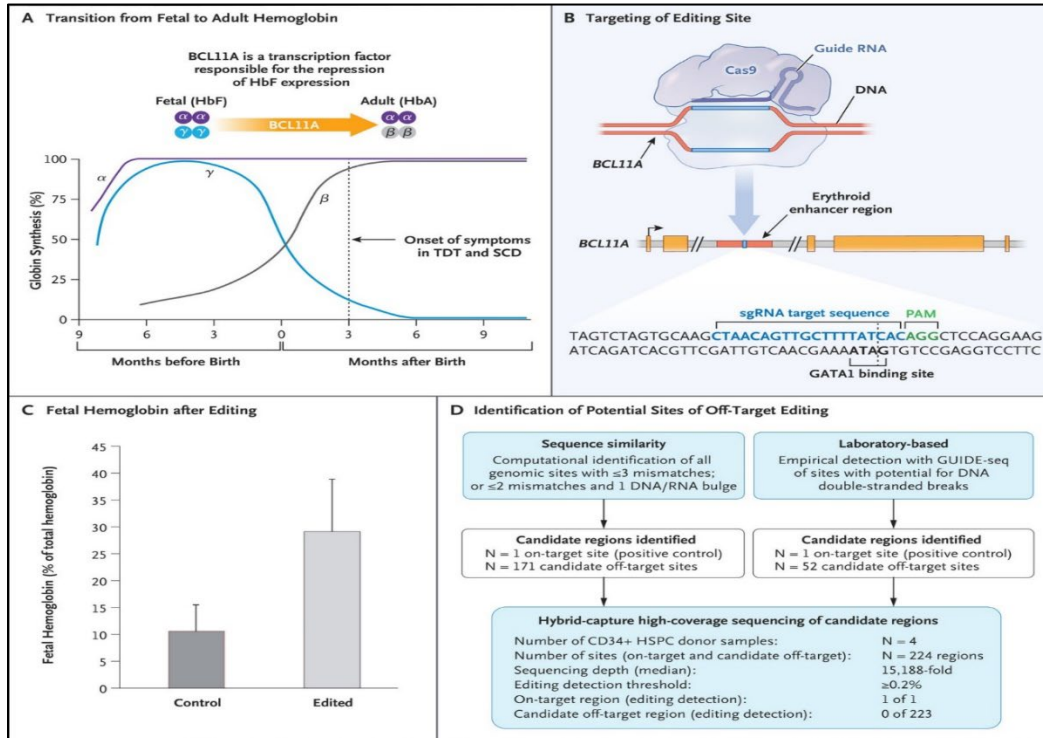 A Transition from Fetal to Adult Hemoglobin
BCL11A is a transcription factor
responsible for the repression
of HbF expression
Fetal (HbF)
Adult (HbA)
α α
γ γ
BCL11A
α α
β β
Globin Synthesis (%)
100
75
50
25
0
α
γ
β
Onset of symptoms
in TDT and SCD
9
6
3
0
3
6
9
Months before Birth
Months after Birth
B Targeting of Editing Site
Guide RNA
Cas9
DNA
BCL11A
Erythroid
enhancer region
BCL11A
sgRNA target sequence
PAM
TAGTCTAGTGCAAGCTAACAGTTGCTTTTATCACAGGCTCCAGGAAG
ATCAGATCACGTTCGATTGTCAACGAAAATAGTGTCCGAGGTCCTTC
GATA1 binding site
C Fetal Hemoglobin after Editing
Fetal Hemoglobin (% of total hemoglobin)
45
40
35
30
25
20
15
10
5
0
Control
Edited
D Identification of Potential Sites of Off-Target Editing
Sequence similarity
Computational identification of all
genomic sites with ≤3 mismatches;
or ≤2 mismatches and 1 DNA/RNA bulge
Laboratory-based
Empirical detection with GUIDE-seq
of sites with potential for DNA
double-stranded breaks
Candidate regions identified
N = 1 on-target site (positive control)
N = 171 candidate off-target sites
Candidate regions identified
N = 1 on-target site (positive control)
N = 52 candidate off-target sites
Hybrid-capture high-coverage sequencing of candidate regions
Number of CD34+ HSPC donor samples: N = 4
Number of sites (on-target and candidate off-target): N = 224 regions
Sequencing depth (median): 15,188-fold
Editing detection threshold: ≥0.2%
On-target region (editing detection): 1 of 1
Candidate off-target region (editing detection): 0 of 223